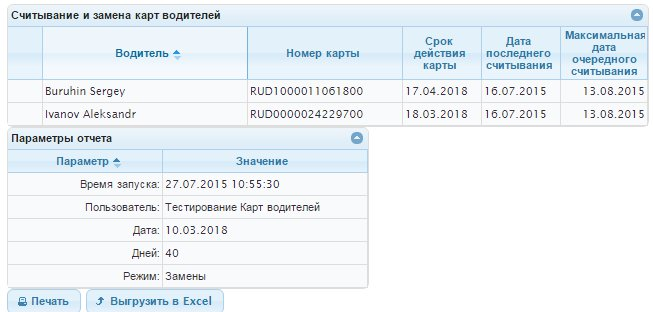 Считывание и замена карт водителей
Водитель Номер карты Срок действия карты Дата последнего считывания Максимальная дата очередного считывания
Buruhin Sergey RUD1000011061800 17.04.2018 16.07.2015 13.08.2015
Ivanov Aleksandr RUD0000024229700 18.03.2018 16.07.2015 13.08.2015
Параметры отчета
Параметр Значение
Время запуска: 27.07.2015 10:55:30
Пользователь: Тестирование Карт водителей
Дата: 10.03.2018
Дней: 40
Режим: Замены
Печать Выгрузить в Excel